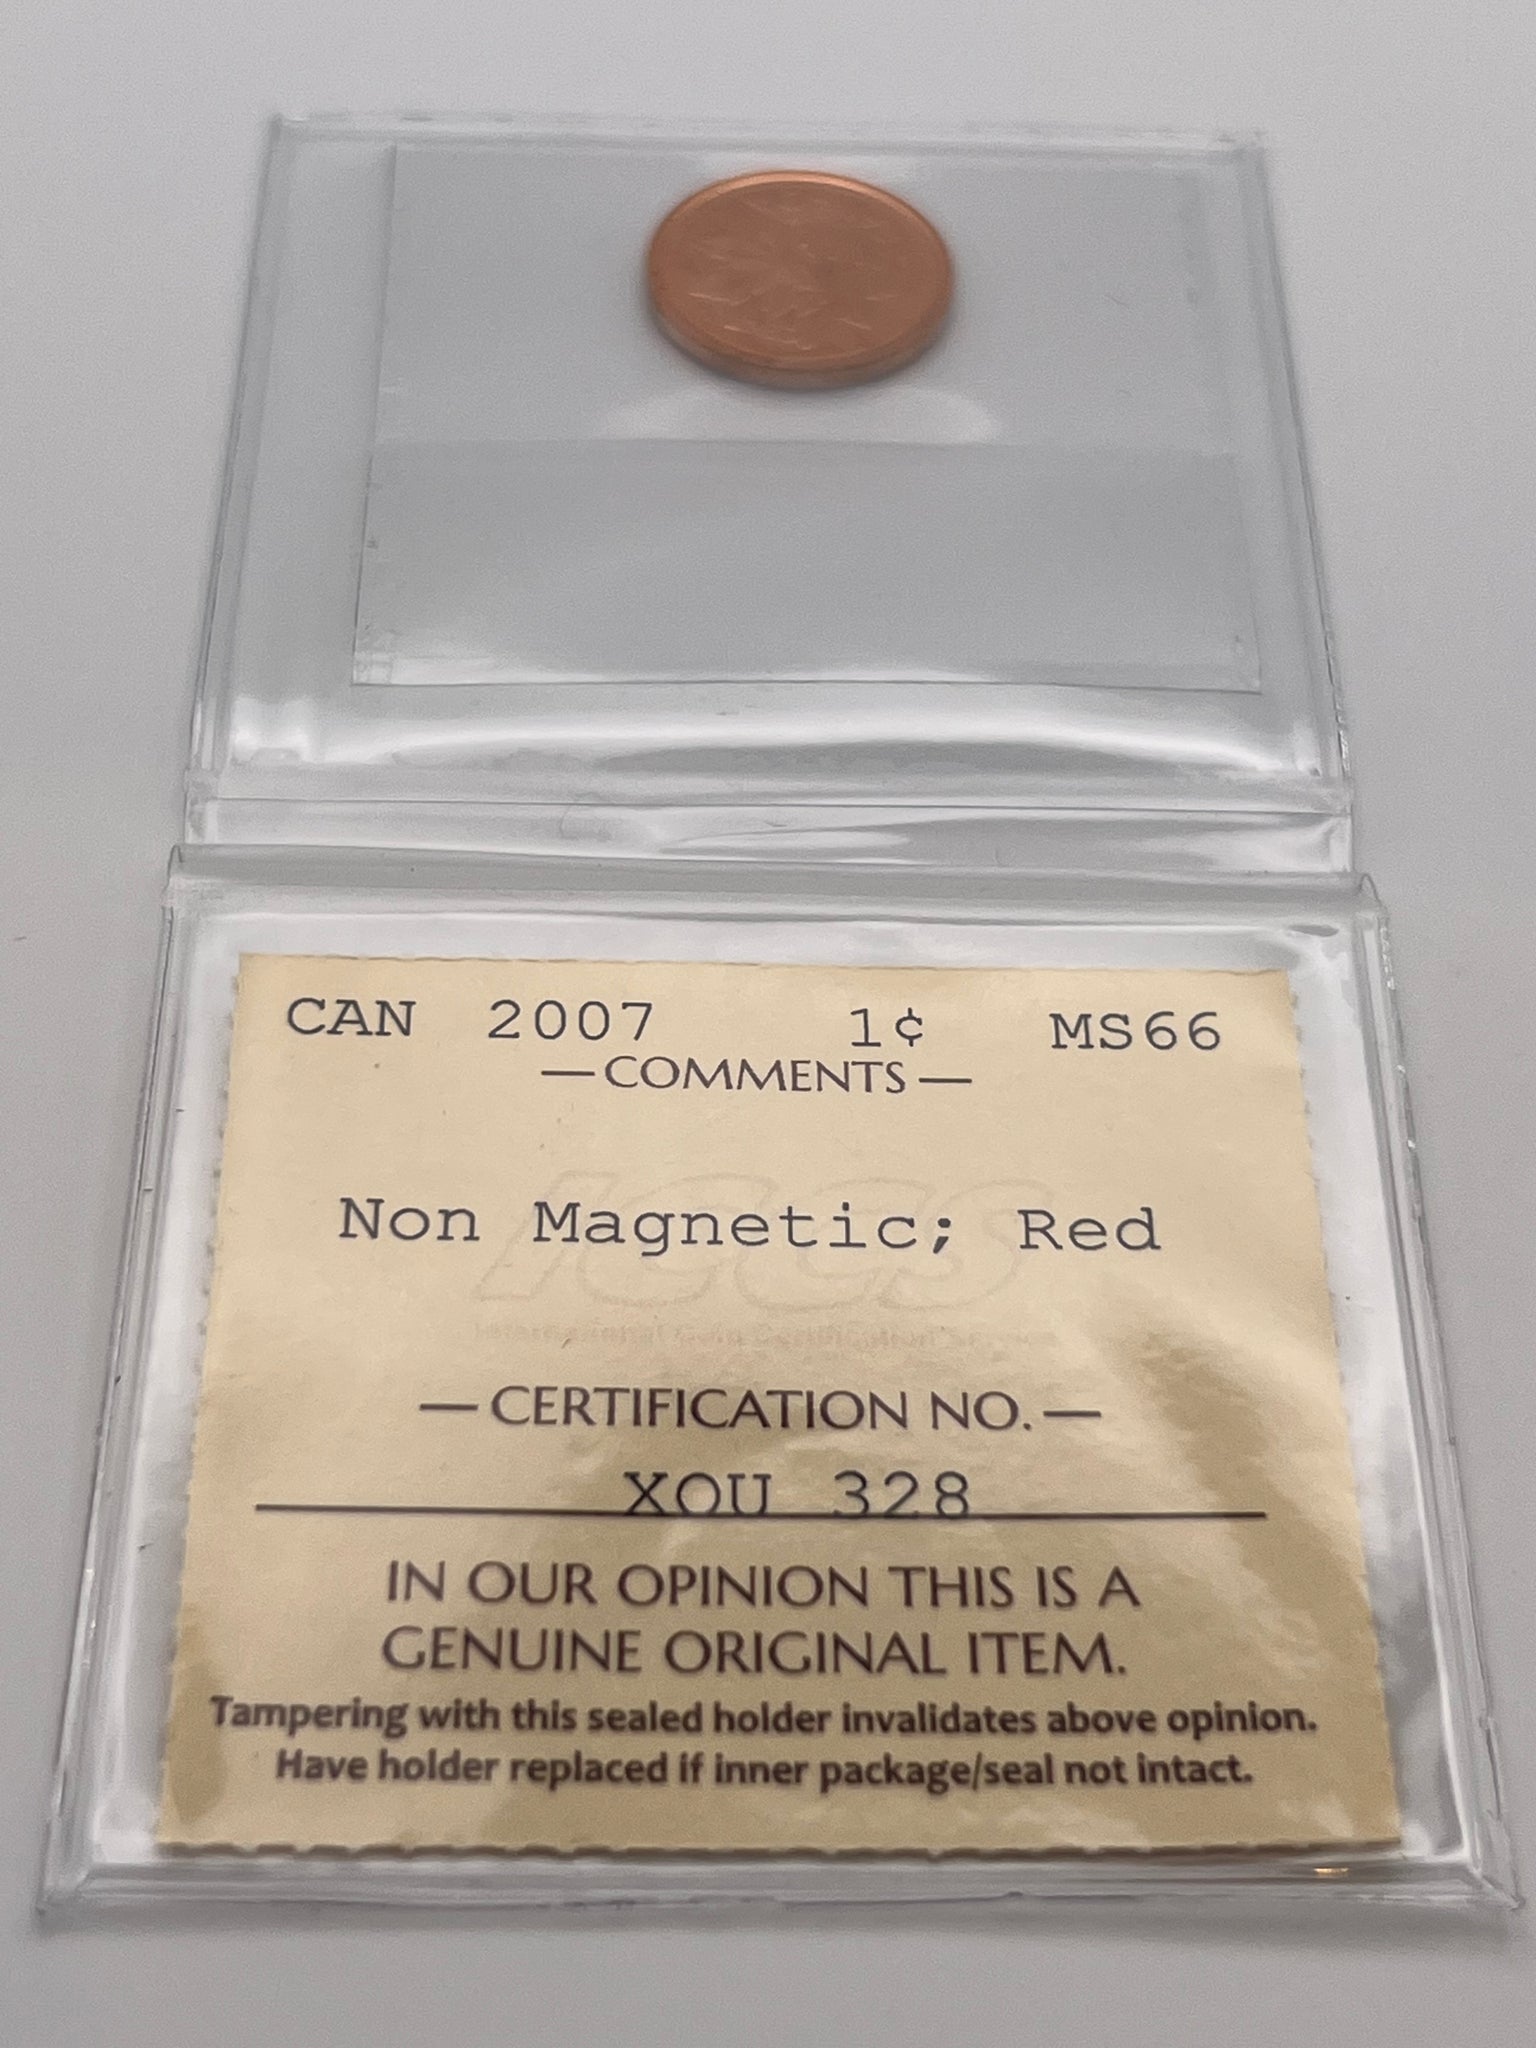 CAN 2007 1¢ MS66
—COMMENTS—
Non Magnetic; Red
ICCS
—CERTIFICATION NO.—
XOU 328
IN OUR OPINION THIS IS A
GENUINE ORIGINAL ITEM.
Tampering with this sealed holder invalidates above opinion.
Have holder replaced if inner package/seal not intact.